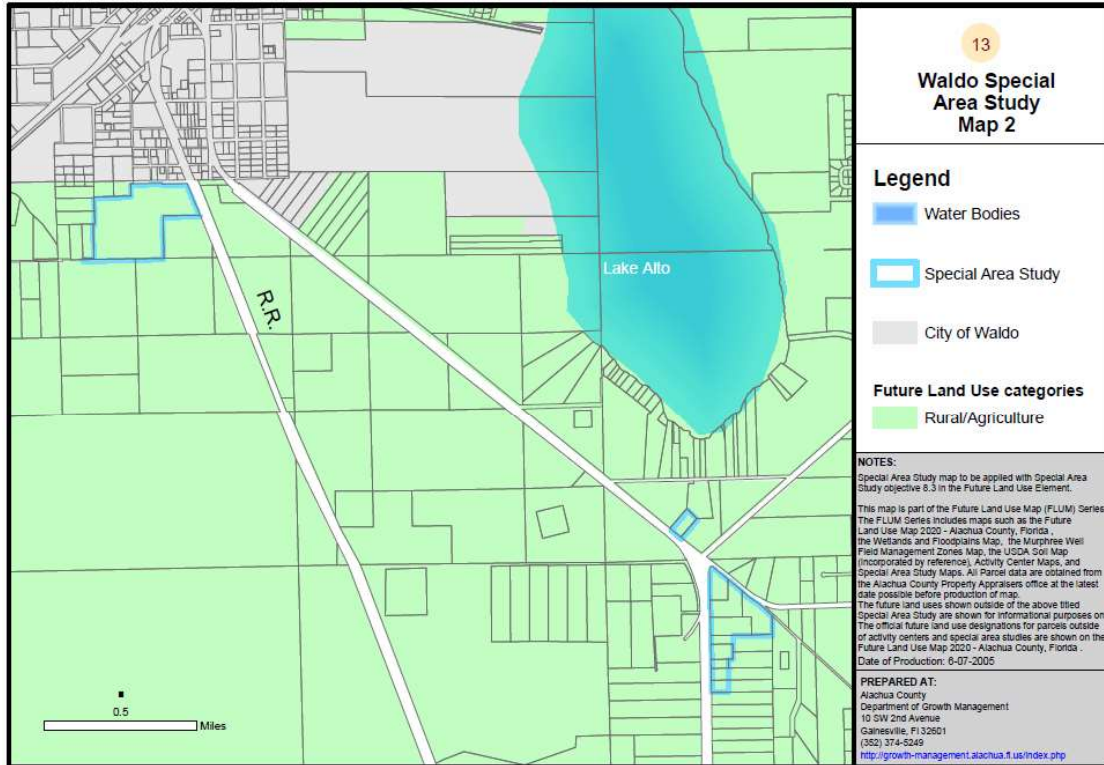 13
Waldo Special
Area Study
Map 2
Legend
Water Bodies
Special Area Study
City of Waldo
Future Land Use categories
Rural/Agriculture
NOTES:
Special Area Study map to be applied with Special Area
Study objective 8.3 in the Future Land Use Element.
This map is part of the Future Land Use Map (FLUM) Series
The FLUM Series includes maps such as the Future
Land Use Map 2020 - Alachua County, Florida ,
the Wetlands and Floodplains Map, the Murphree Well
Field Management Zones Map, the USDA Soil Map
(incorporated by reference), Activity Center Maps, and
Special Area Study Maps. All Parcel data are obtained from
the Alachua County Property Appraisers office at the latest
date possible before production of map.
The future land uses shown outside of the above titled
Special Area Study are shown for informational purposes on
The official future land use designations for parcels outside
of activity centers and special area studies are shown on the
Future Land Use Map 2020 - Alachua County, Florida .
Date of Production: 6-07-2005
PREPARED AT:
Alachua County
Department of Growth Management
10 SW 2nd Avenue
Gainesville, Fl 32601
(352) 374-5249
http://growth-management.alachua.fl.us/index.php
Lake Alto
R.R.
0.5
Miles